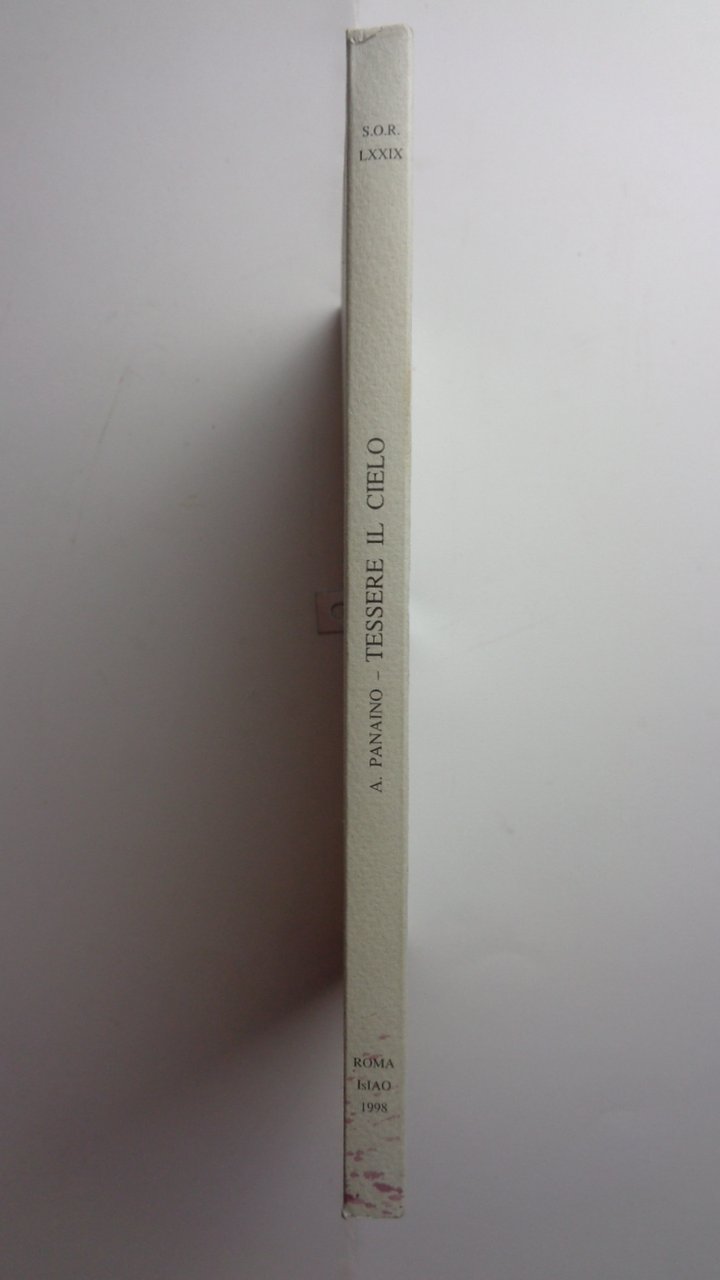 S.O.R.
LXXIX
A. PANAINO – TESSERE IL CIELO
ROMA
IsIAO
1998